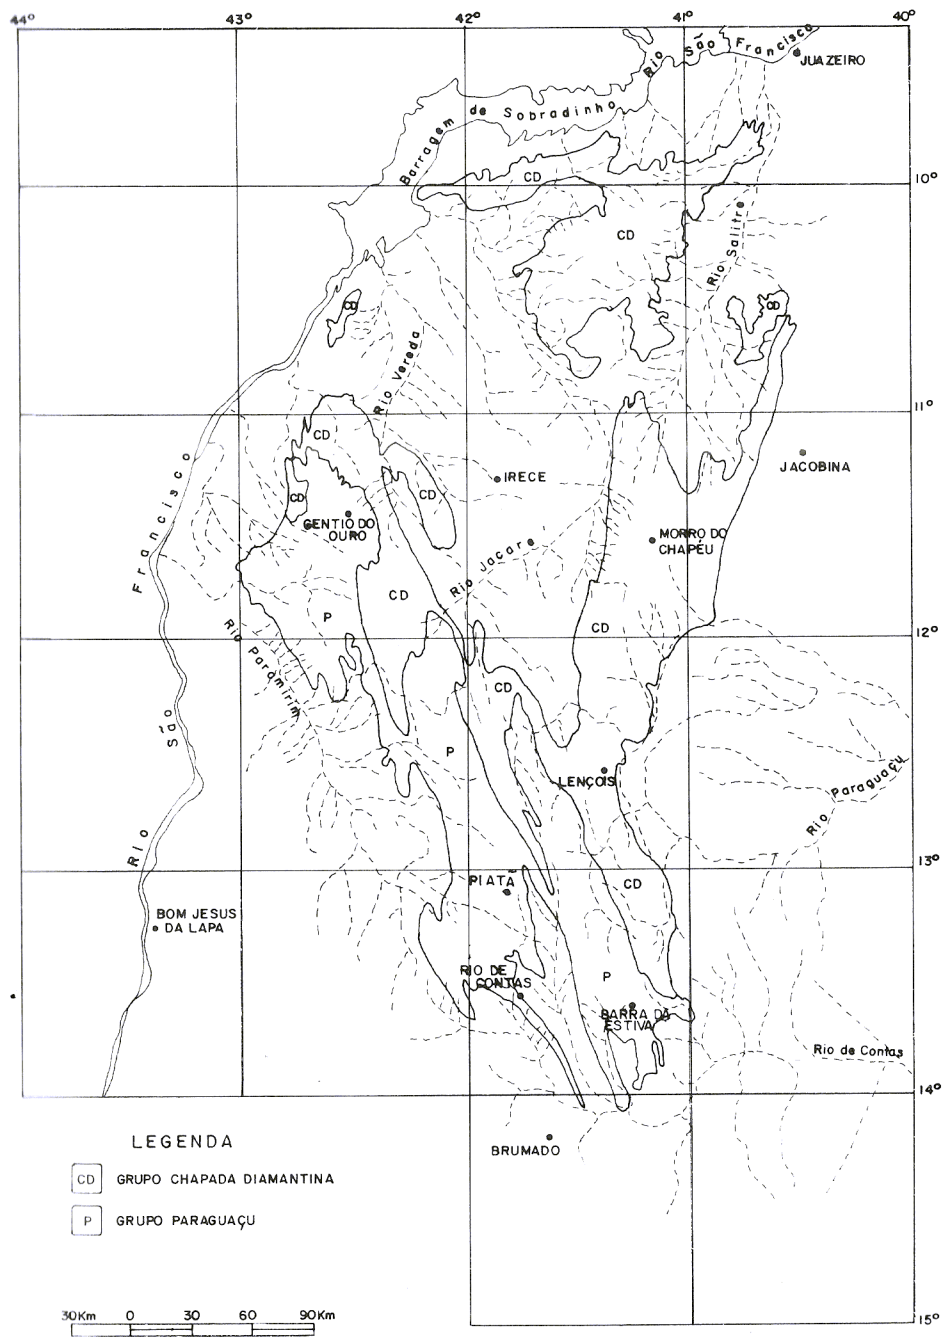 44° 43° 42° 41° 40°
Rio São Francisco
JUAZEIRO
Barragem de Sobradinho
CD
10°
CD
Rio Salitre
CD
CD
Rio Vereda
11°
CD
JACOBINA
IRECE
CD
CD
GENTIO DO
OURO
MORRO DO
CHAPÉU
Rio Jacaré
CD
P
CD
12°
Rio Paramirim
CD
P
LENÇOIS
Rio Paraguaçu
Rio São Francisco
13°
PIATÃ
CD
BOM JESUS
DA LAPA
RIO DE
CONTAS
P
BARRA DA
ESTIVA
Rio de Contas
14°
LEGENDA
BRUMADO
CD GRUPO CHAPADA DIAMANTINA
P GRUPO PARAGUAÇU
30Km 0 30 60 90Km
15°